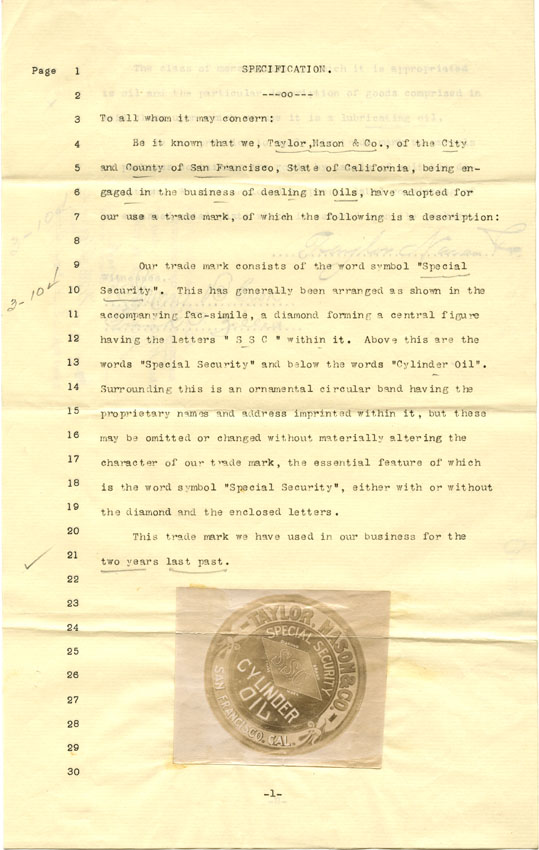 Page 1 SPECIFICATION.
2 ---oo---
3 To all whom it may concern:
4 Be it known that we, Taylor,Mason & Co., of the City
5 and County of San Francisco, State of California, being en-
6 gaged in the business of dealing in Oils, have adopted for
7 our use a trade mark, of which the following is a description:
8
9 Our trade mark consists of the word symbol "Special
3-10th
10 Security". This has generally been arranged as shown in the
11 accompanying fac-simile, a diamond forming a central figure
12 having the letters " S S C " within it. Above this are the
13 words "Special Security" and below the words "Cylinder Oil".
14 Surrounding this is an ornamental circular band having the
15 proprietary names and address imprinted within it, but these
16 may be omitted or changed without materially altering the
17 character of our trade mark, the essential feature of which
18 is the word symbol "Special Security", either with or without
19 the diamond and the enclosed letters.
20 This trade mark we have used in our business for the
21 two years last past.
22
23
24
25
26
27
28
29
30
TAYLOR, MASON & CO.
SPECIAL SECURITY
CYLINDER
OIL
SAN FRANCISCO, CAL.
-1-